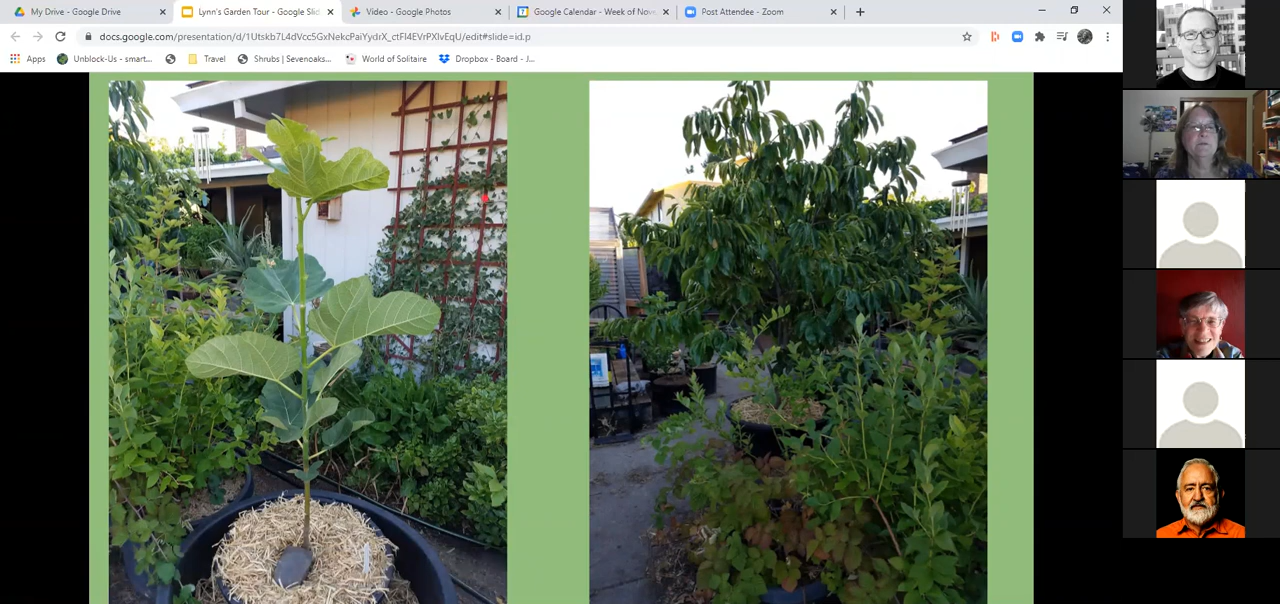 My Drive - Google Drive
Lynn's Garden Tour - Google Slid
Video - Google Photos
Google Calendar - Week of Nov
Post Attendee - Zoom
docs.google.com/presentation/d/1Utskb7L4dVcc5GxNekcPaiYydrX_ctFl4EVrPXlvEqU/edit#slide=id.p
Apps
Unblock-Us - smart...
Travel
Shrubs | Sevenoaks...
World of Solitaire
Dropbox - Board - J...